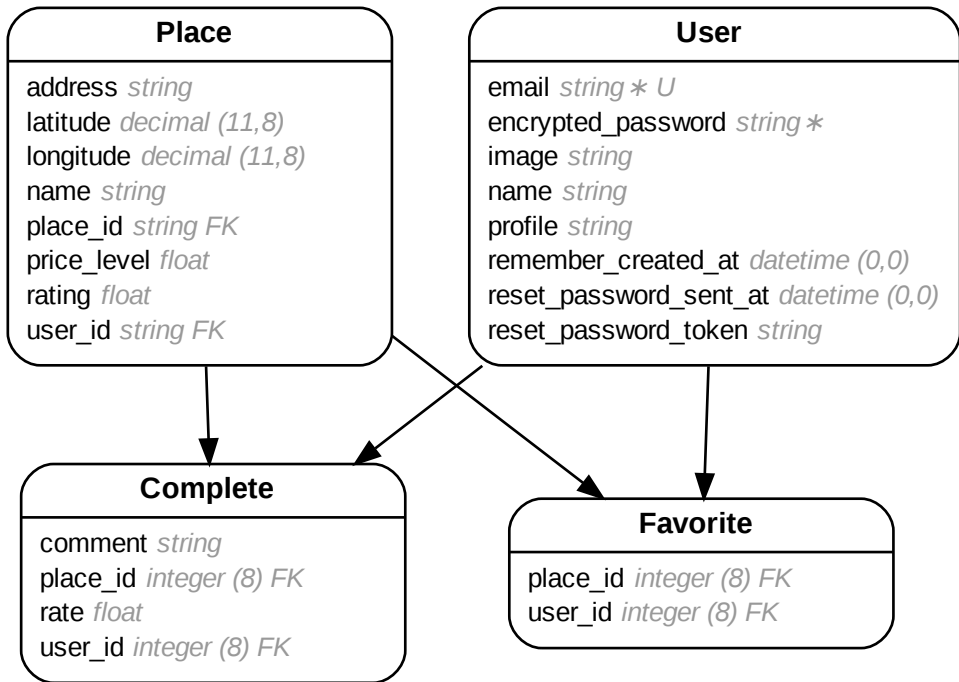 Place
address string
latitude decimal (11,8)
longitude decimal (11,8)
name string
place_id string FK
price_level float
rating float
user_id string FK
User
email string ∗ U
encrypted_password string ∗
image string
name string
profile string
remember_created_at datetime (0,0)
reset_password_sent_at datetime (0,0)
reset_password_token string
Complete
comment string
place_id integer (8) FK
rate float
user_id integer (8) FK
Favorite
place_id integer (8) FK
user_id integer (8) FK